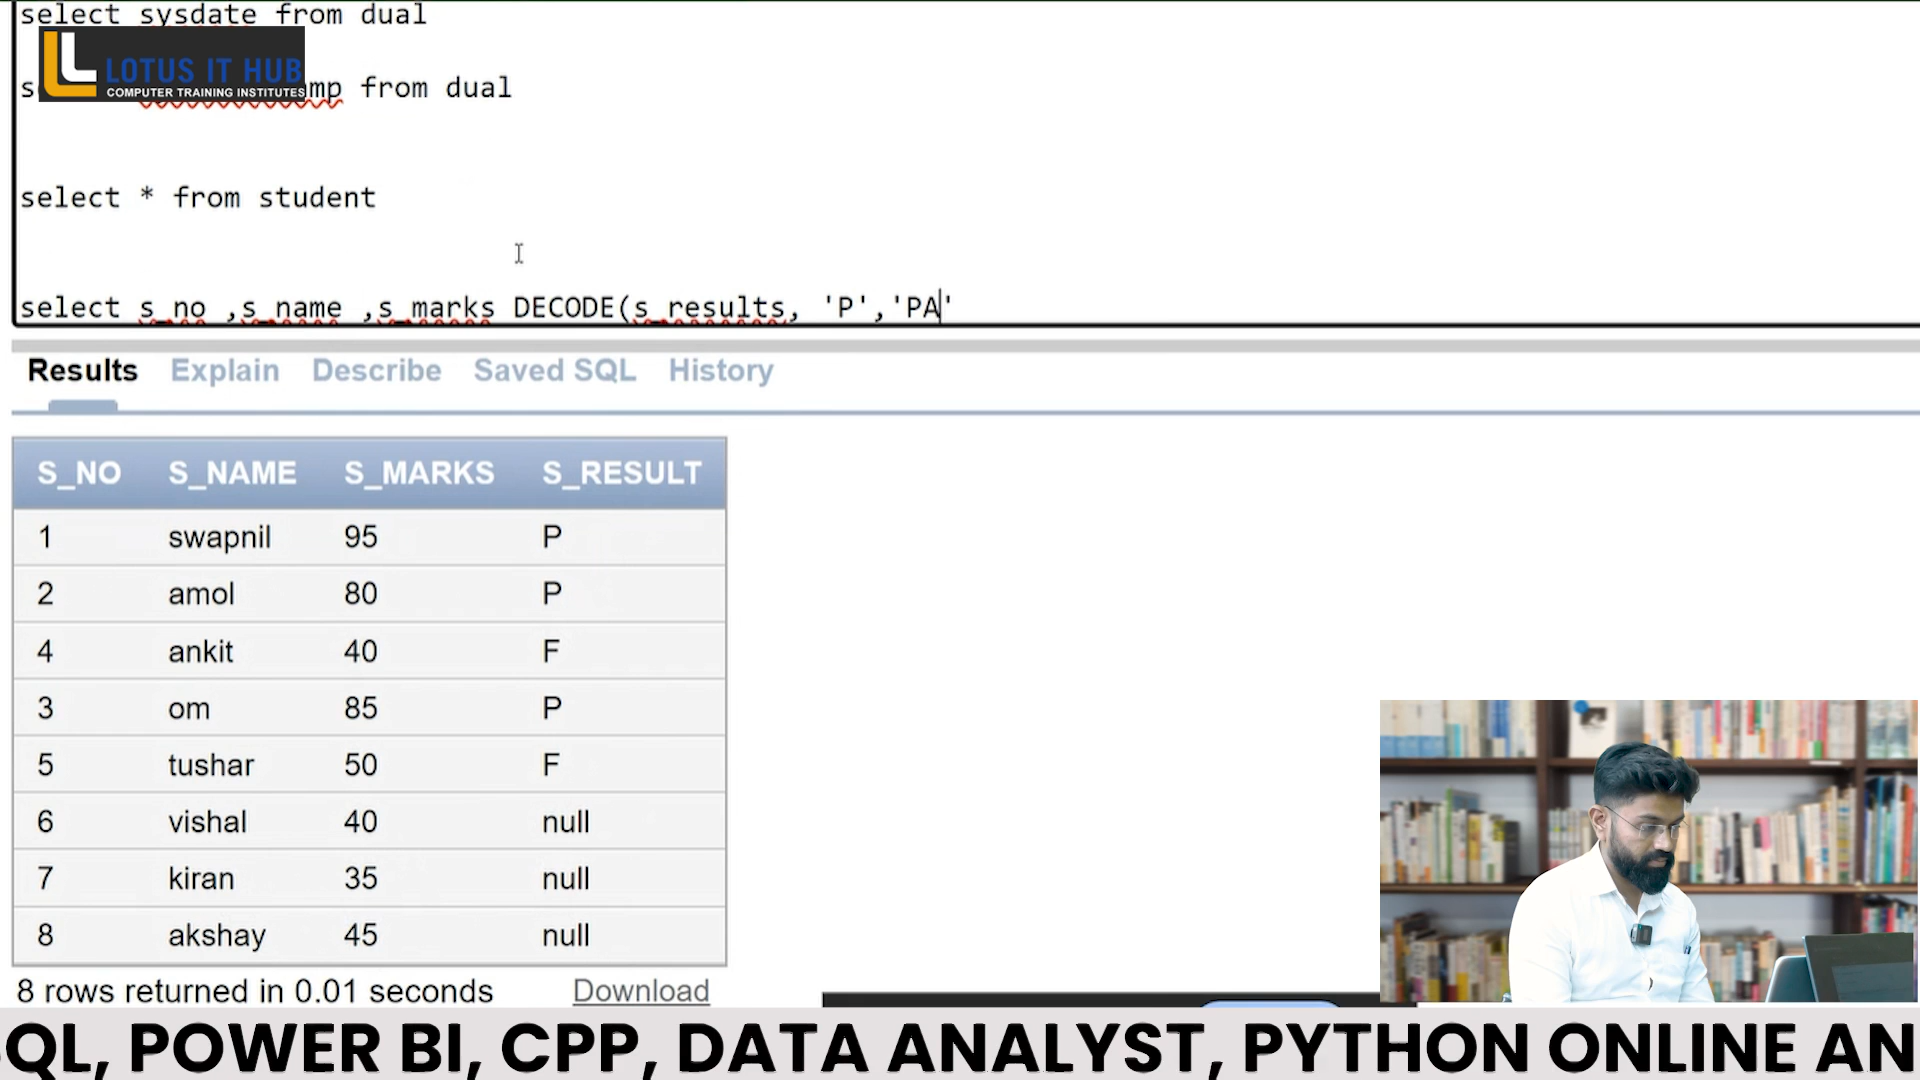 select sysdate from dual
LOTUS IT HUB
COMPUTER TRAINING INSTITUTES
mp from dual
select * from student
select s_no ,s_name ,s_marks DECODE(s_results, 'P','PA'
Results Explain Describe Saved SQL History
S_NO S_NAME S_MARKS S_RESULT
1 swapnil 95 P
2 amol 80 P
4 ankit 40 F
3 om 85 P
5 tushar 50 F
6 vishal 40 null
7 kiran 35 null
8 akshay 45 null
8 rows returned in 0.01 seconds Download
QL, POWER BI, CPP, DATA ANALYST, PYTHON ONLINE AN